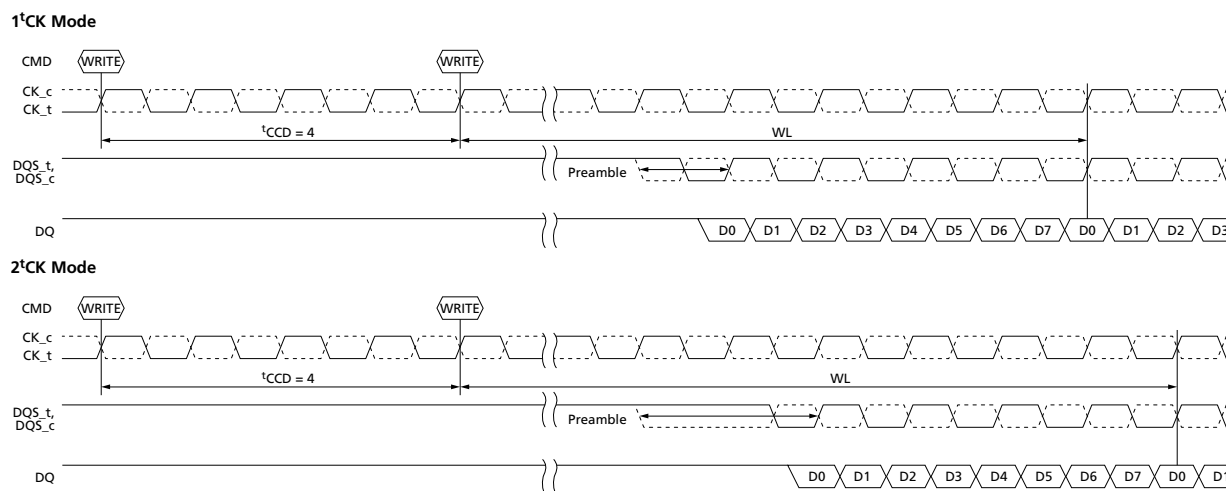 1tCK Mode
CMD WRITE WRITE
CK_c
CK_t
tCCD = 4 WL
DQS_t,
DQS_c Preamble
DQ D0 D1 D2 D3 D4 D5 D6 D7 D0 D1 D2 D3
2tCK Mode
CMD WRITE WRITE
CK_c
CK_t
tCCD = 4 WL
DQS_t,
DQS_c Preamble
DQ D0 D1 D2 D3 D4 D5 D6 D7 D0 D1